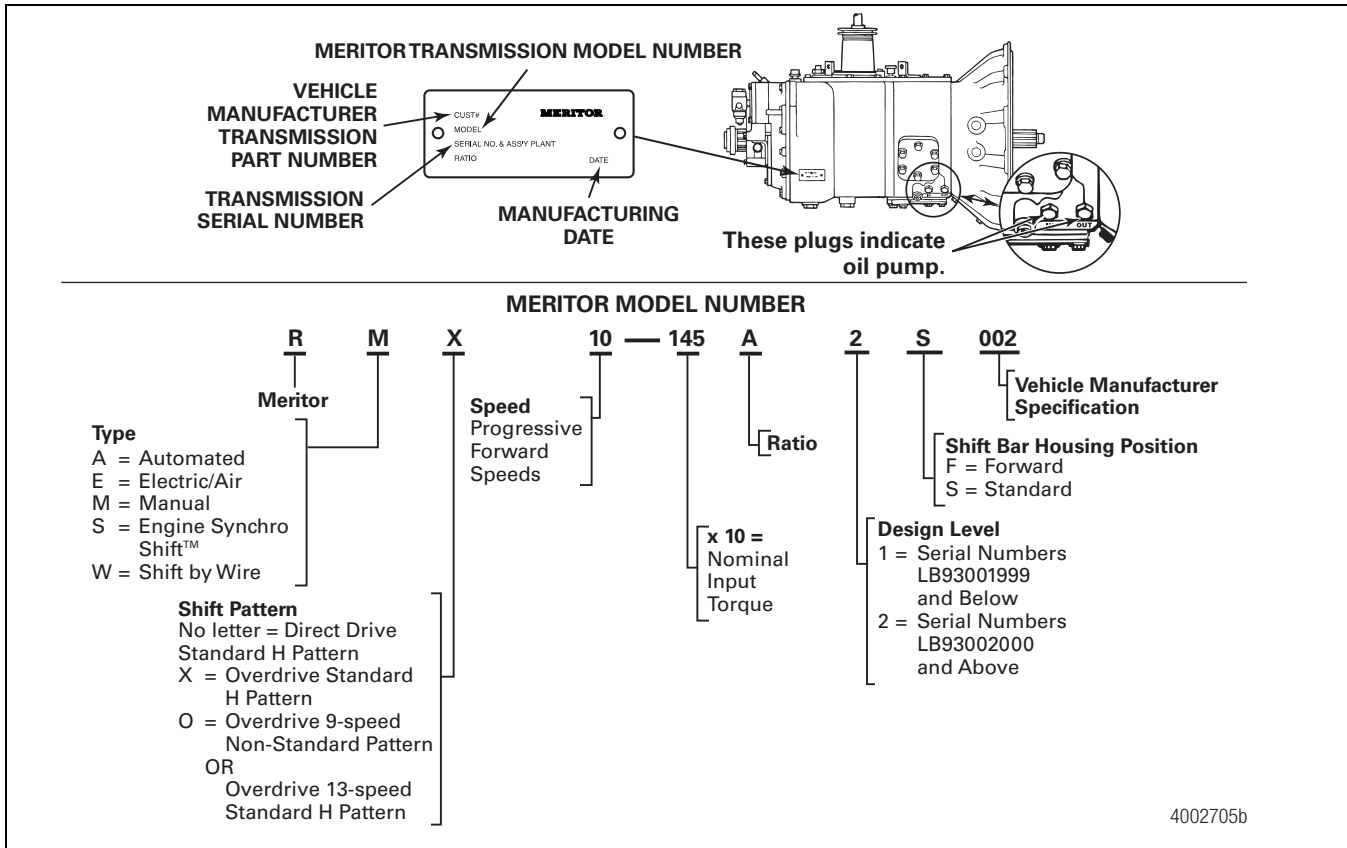 MERITOR TRANSMISSION MODEL NUMBER
VEHICLE
MANUFACTURER
TRANSMISSION
PART NUMBER
TRANSMISSION
SERIAL NUMBER
CUST#
MERITOR
MODEL
SERIAL NO. & ASS'Y PLANT
RATIO
DATE
MANUFACTURING
DATE
OUT
These plugs indicate
oil pump.
MERITOR MODEL NUMBER
R M X 10 — 145 A 2 S 002
Meritor
Type
A = Automated
E = Electric/Air
M = Manual
S = Engine Synchro
Shift™
W = Shift by Wire
Shift Pattern
No letter = Direct Drive
Standard H Pattern
X = Overdrive Standard
H Pattern
O = Overdrive 9-speed
Non-Standard Pattern
OR
Overdrive 13-speed
Standard H Pattern
Speed
Progressive
Forward
Speeds
x 10 =
Nominal
Input
Torque
Ratio
Design Level
1 = Serial Numbers
LB93001999
and Below
2 = Serial Numbers
LB93002000
and Above
Shift Bar Housing Position
F = Forward
S = Standard
Vehicle Manufacturer
Specification
4002705b